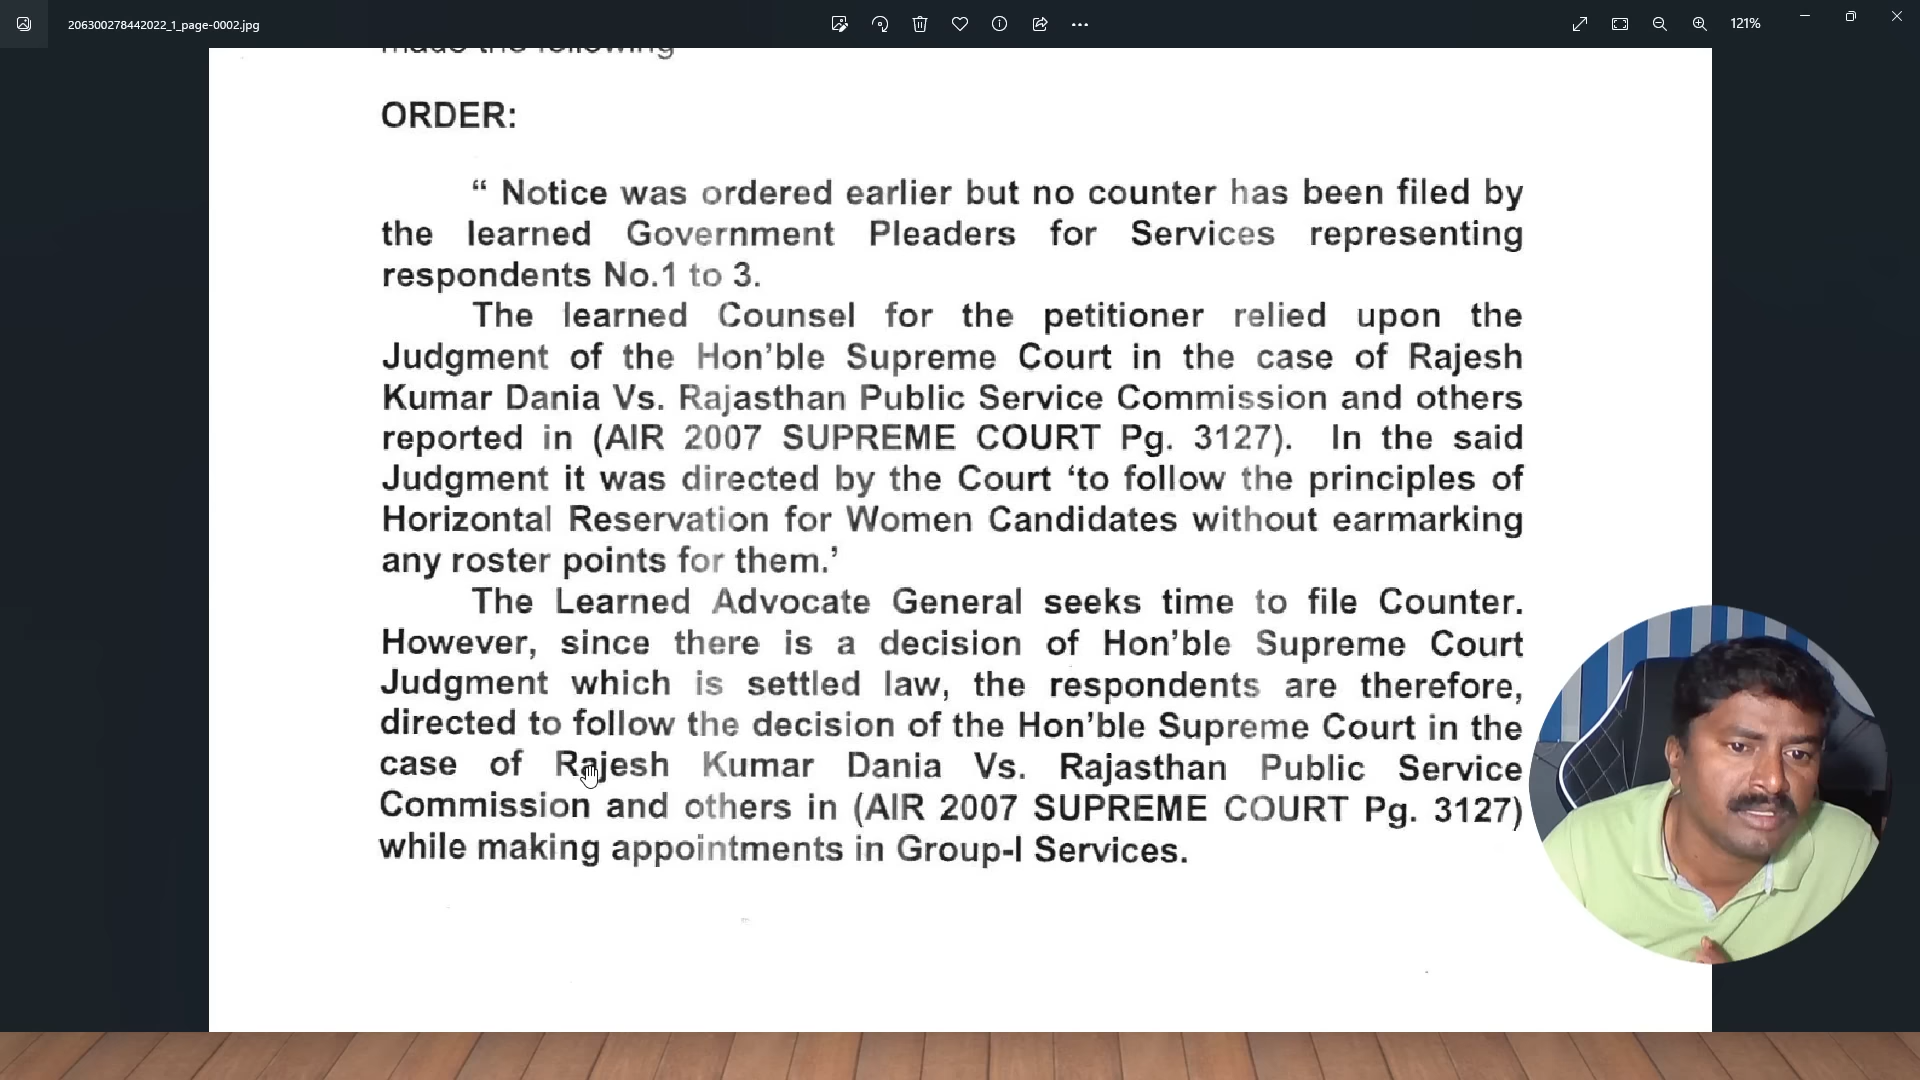 206300278442022_1_page-0002.jpg
121%
made the following
ORDER:
“ Notice was ordered earlier but no counter has been filed by
the learned Government Pleaders for Services representing
respondents No.1 to 3.
The learned Counsel for the petitioner relied upon the
Judgment of the Hon’ble Supreme Court in the case of Rajesh
Kumar Dania Vs. Rajasthan Public Service Commission and others
reported in (AIR 2007 SUPREME COURT Pg. 3127). In the said
Judgment it was directed by the Court ‘to follow the principles of
Horizontal Reservation for Women Candidates without earmarking
any roster points for them.’
The Learned Advocate General seeks time to file Counter.
However, since there is a decision of Hon’ble Supreme Court
Judgment which is settled law, the respondents are therefore,
directed to follow the decision of the Hon’ble Supreme Court in the
case of Rajesh Kumar Dania Vs. Rajasthan Public Service
Commission and others in (AIR 2007 SUPREME COURT Pg. 3127)
while making appointments in Group-I Services.